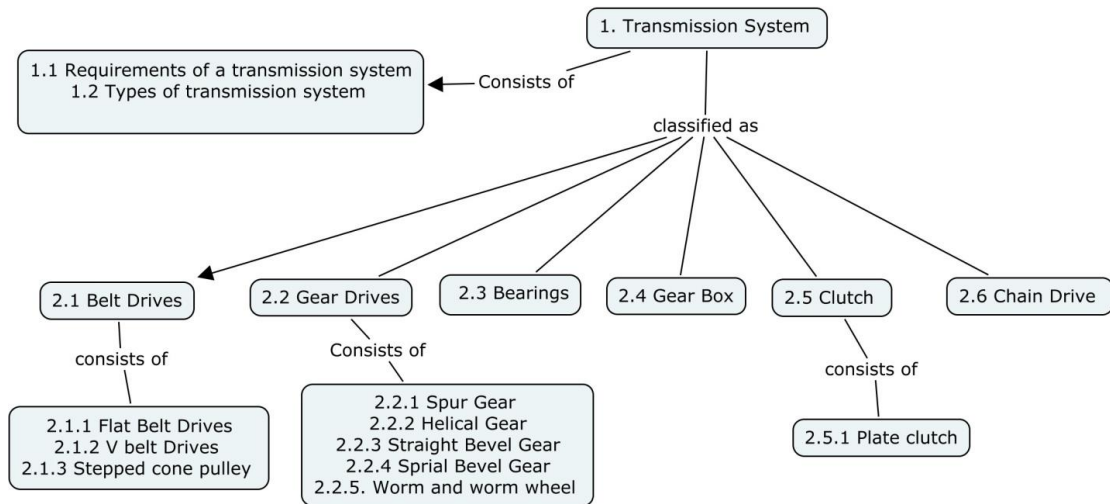 1. Transmission System
1.1 Requirements of a transmission system
1.2 Types of transmission system
Consists of
classified as
2.1 Belt Drives
2.2 Gear Drives
2.3 Bearings
2.4 Gear Box
2.5 Clutch
2.6 Chain Drive
consists of
Consists of
consists of
2.1.1 Flat Belt Drives
2.1.2 V belt Drives
2.1.3 Stepped cone pulley
2.2.1 Spur Gear
2.2.2 Helical Gear
2.2.3 Straight Bevel Gear
2.2.4 Sprial Bevel Gear
2.2.5. Worm and worm wheel
2.5.1 Plate clutch